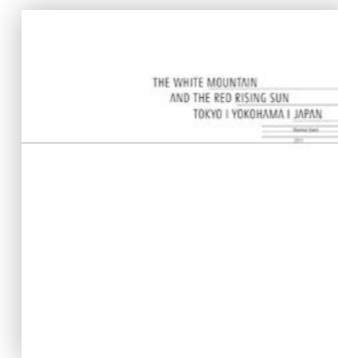 THE WHITE MOUNTAIN
AND THE RED RISING SUN
TOKYO I YOKOHAMA I JAPAN